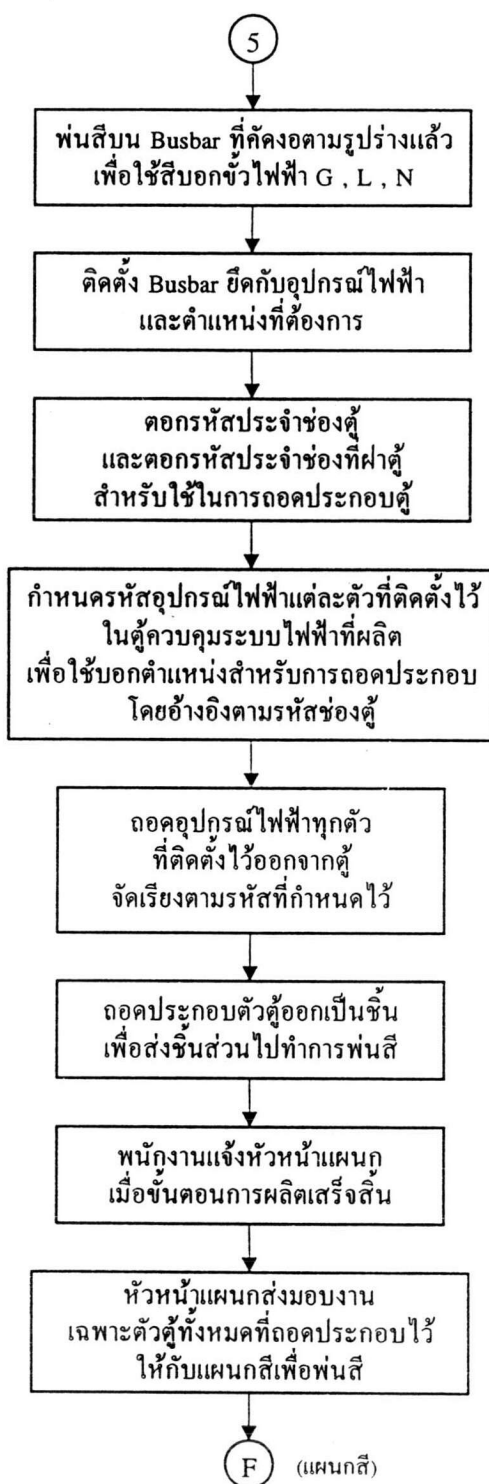 5
พ่นสีบน Busbar ที่คัดงอตามรูปร่างแล้ว
เพื่อใช้สีบอกขั้วไฟฟ้า G , L , N
ติดตั้ง Busbar ยึดกับอุปกรณ์ไฟฟ้า
และตำแหน่งที่ต้องการ
ตอกรหัสประจำช่องตู้
และตอกรหัสประจำช่องที่ฝาตู้
สำหรับใช้ในการถอดประกอบตู้
กำหนดรหัสอุปกรณ์ไฟฟ้าแต่ละตัวที่ติดตั้งไว้
ในตู้ควบคุมระบบไฟฟ้าที่ผลิต
เพื่อใช้บอกตำแหน่งสำหรับการถอดประกอบ
โดยอ้างอิงตามรหัสช่องตู้
ถอดอุปกรณ์ไฟฟ้าทุกตัว
ที่ติดตั้งไว้ออกจากตู้
จัดเรียงตามรหัสที่กำหนดไว้
ถอดประกอบตัวตู้ออกเป็นชิ้น
เพื่อส่งชิ้นส่วนไปทำการพ่นสี
พนักงานแจ้งหัวหน้าแผนก
เมื่อขั้นตอนการผลิตเสร็จสิ้น
หัวหน้าแผนกส่งมอบงาน
เฉพาะตัวตู้ทั้งหมดที่ถอดประกอบไว้
ให้กับแผนกสีเพื่อพ่นสี
F (แผนกสี)